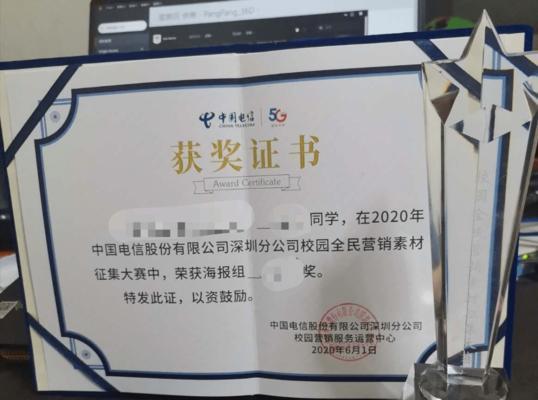 中国电信
CHINA TELECOM
5G
获奖证书
Award Certificate
同学，在2020年
中国电信股份有限公司深圳分公司校园全民营销素材
征集大赛中，荣获海报组
奖。
特发此证，以资鼓励。
中国电信股份有限公司深圳分公司
校园营销服务运营中心
2020年6月1日